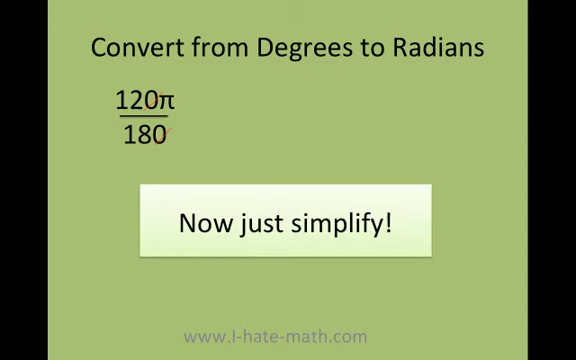 Convert from Degrees to Radians
120π
180
Now just simplify!
www.I-hate-math.com